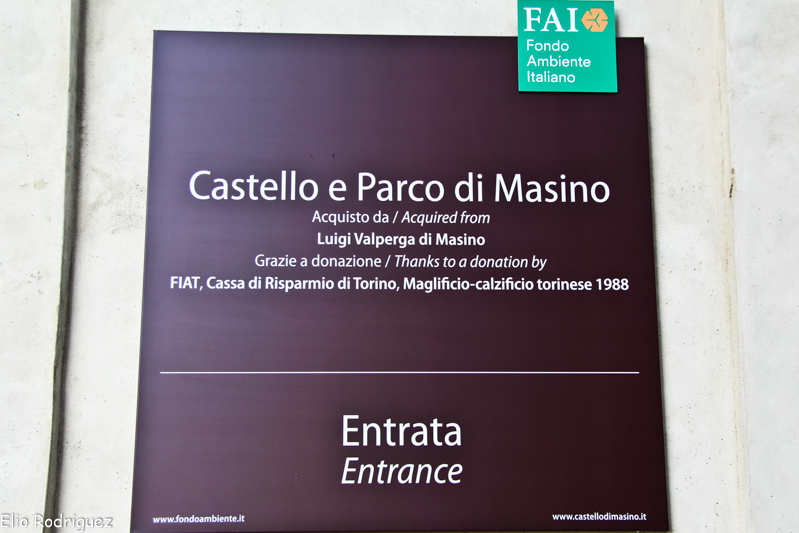 FAI
Fondo
Ambiente
Italiano
Castello e Parco di Masino
Acquisto da / Acquired from
Luigi Valperga di Masino
Grazie a donazione / Thanks to a donation by
FIAT, Cassa di Risparmio di Torino, Maglificio-calzificio torinese 1988
Entrata
Entrance
www.fondoambiente.it
www.castellodimasino.it
Elio Rodriguez